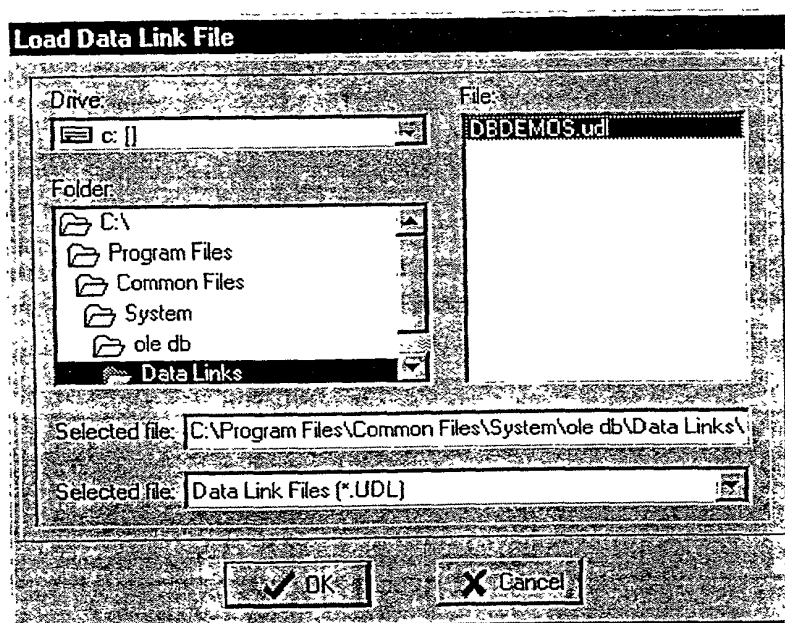 Load Data Link File
Drive:
c: []
Folder:
C:\
Program Files
Common Files
System
ole db
Data Links
File:
DBDEMOS.udl
Selected file: C:\Program Files\Common Files\System\ole db\Data Links\
Selected file: Data Link Files (*.UDL)
OK
Cancel